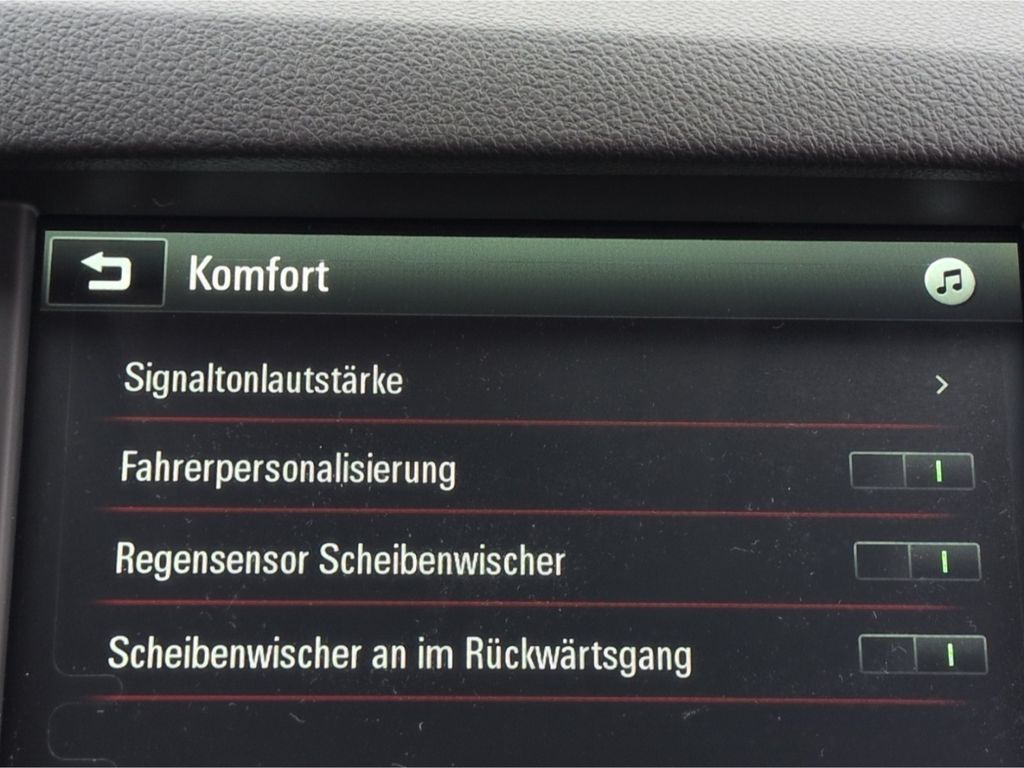 Komfort
Signaltonlautstärke
Fahrerpersonalisierung
Regensensor Scheibenwischer
Scheibenwischer an im Rückwärtsgang